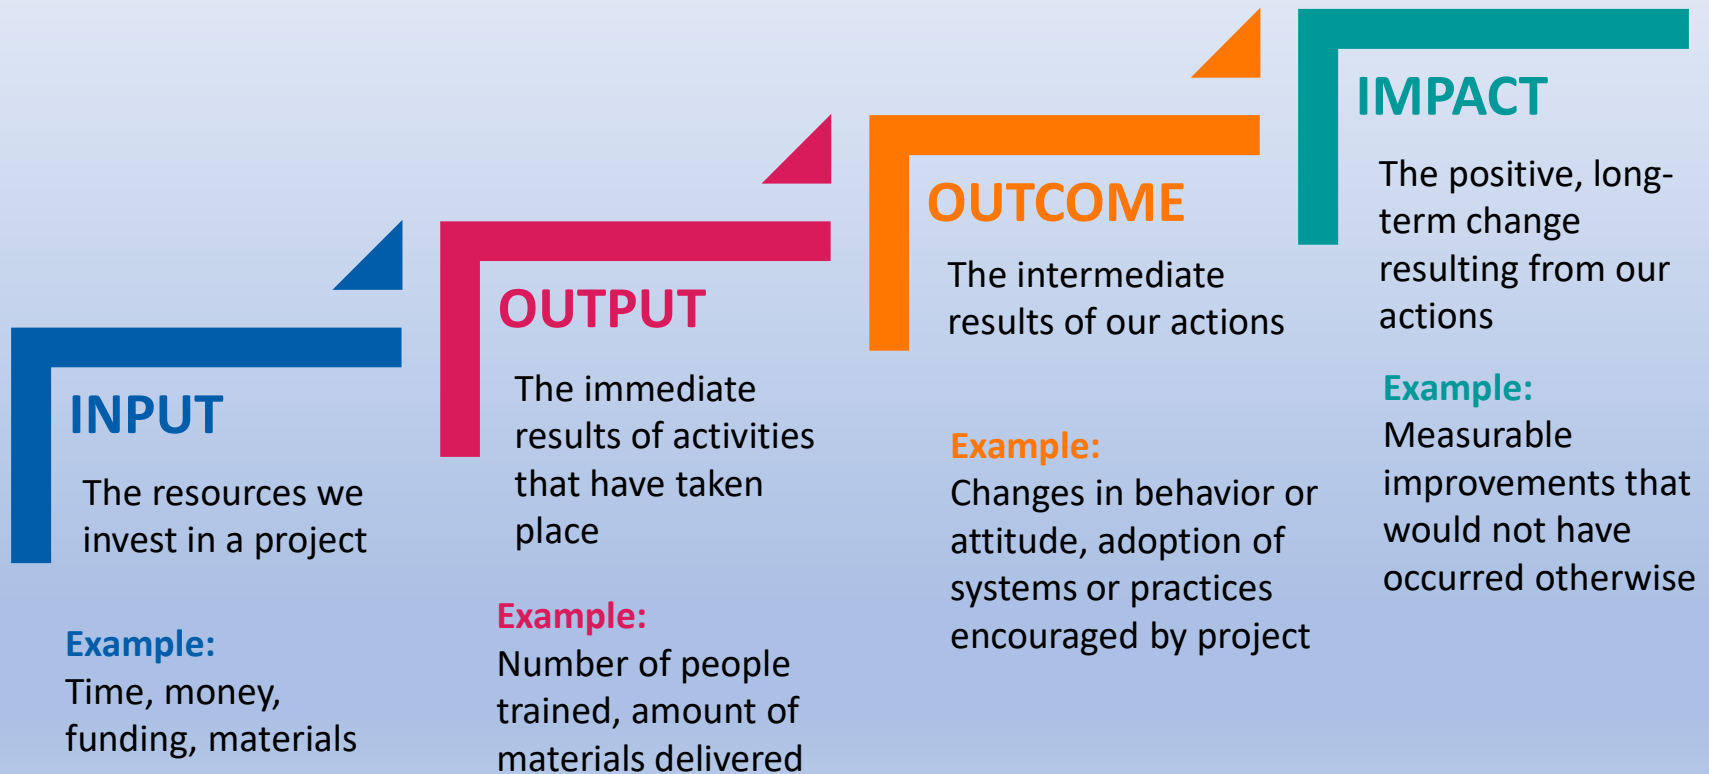 INPUT
The resources we
invest in a project
Example:
Time, money,
funding, materials
OUTPUT
The immediate
results of activities
that have taken
place
Example:
Number of people
trained, amount of
materials delivered
OUTCOME
The intermediate
results of our actions
Example:
Changes in behavior or
attitude, adoption of
systems or practices
encouraged by project
IMPACT
The positive, long-
term change
resulting from our
actions
Example:
Measurable
improvements that
would not have
occurred otherwise